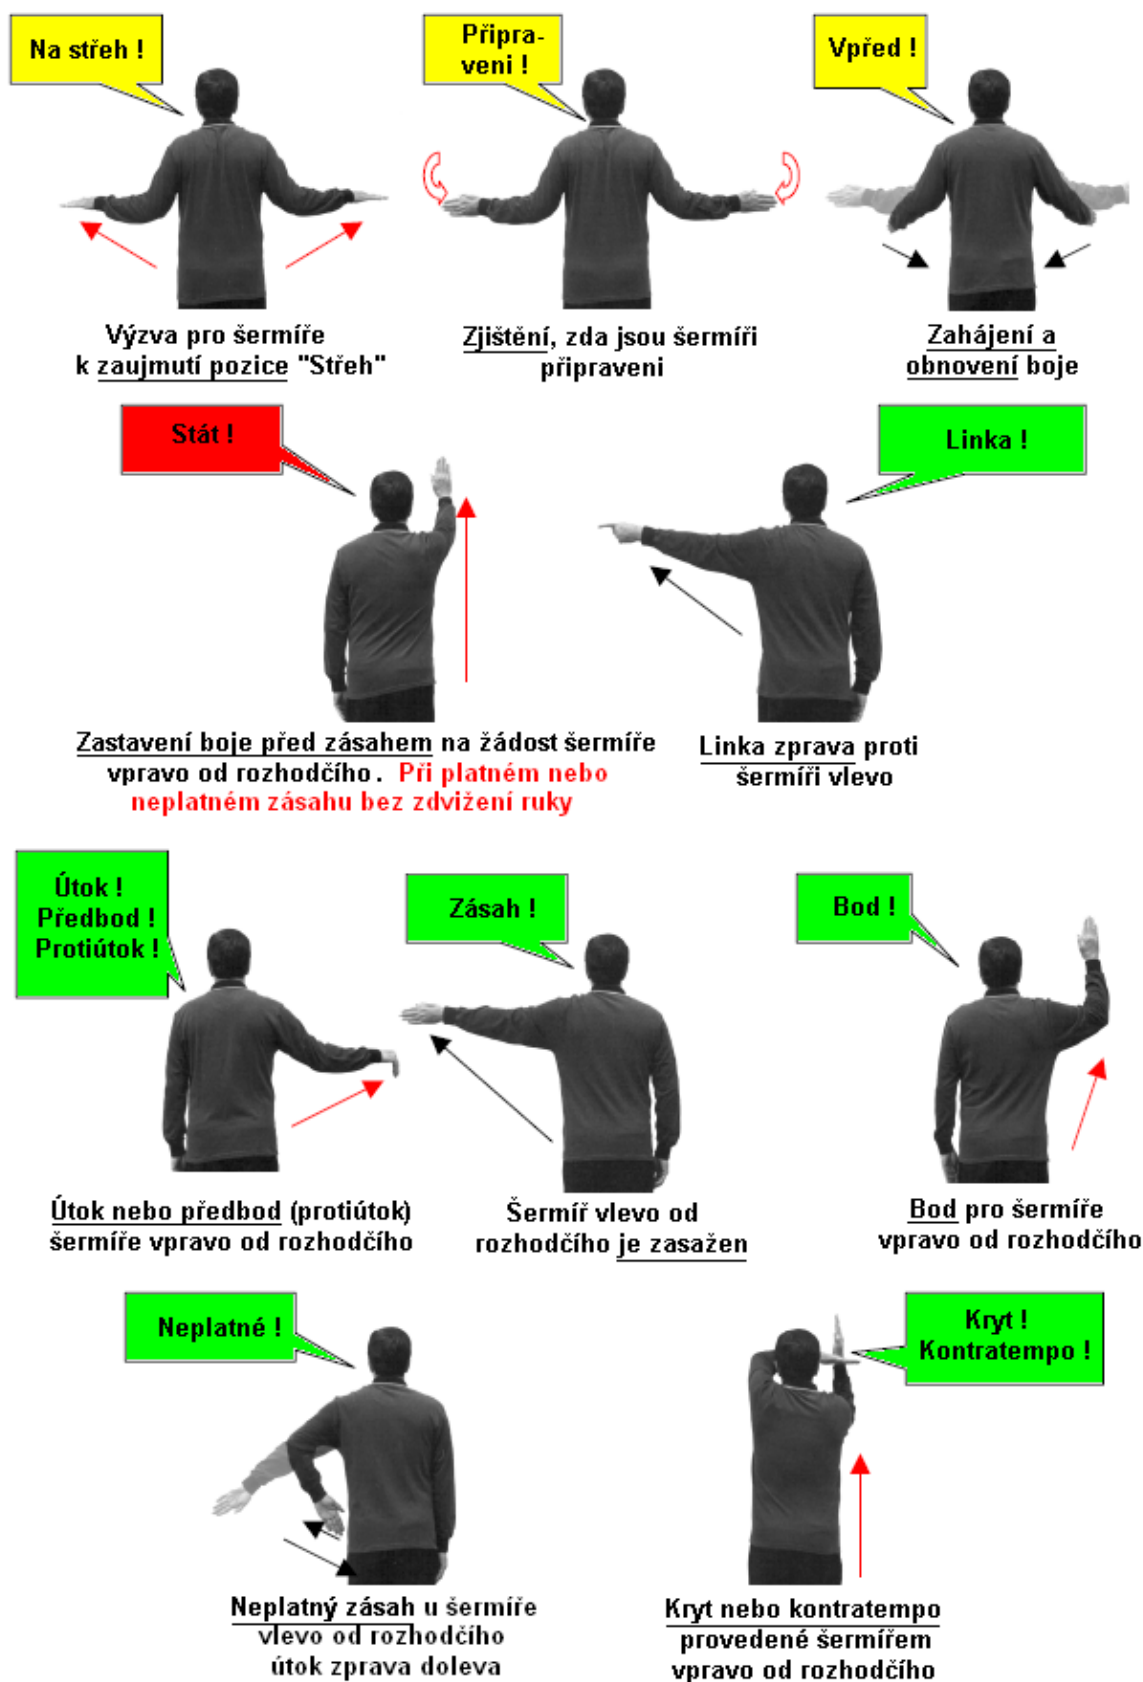 Na střeh !
Připra-
veni !
Vpřed !
Výzva pro šermíře
k zaujmutí pozice "Střeh"
Zjištění, zda jsou šermíři
připraveni
Zahájení a
obnovení boje
Stát !
Linka !
Zastavení boje před zásahem na žádost šermíře
vpravo od rozhodčího. Při platném nebo
neplatném zásahu bez zdvižení ruky
Linka zprava proti
šermíři vlevo
Útok !
Předbod !
Protiútok !
Zásah !
Bod !
Útok nebo předbod (protiútok)
šermíře vpravo od rozhodčího
Šermíř vlevo od
rozhodčího je zasažen
Bod pro šermíře
vpravo od rozhodčího
Neplatné !
Kryt !
Kontratempo !
Neplatný zásah u šermíře
vlevo od rozhodčího
útok zprava doleva
Kryt nebo kontratempo
provedené šermířem
vpravo od rozhodčího